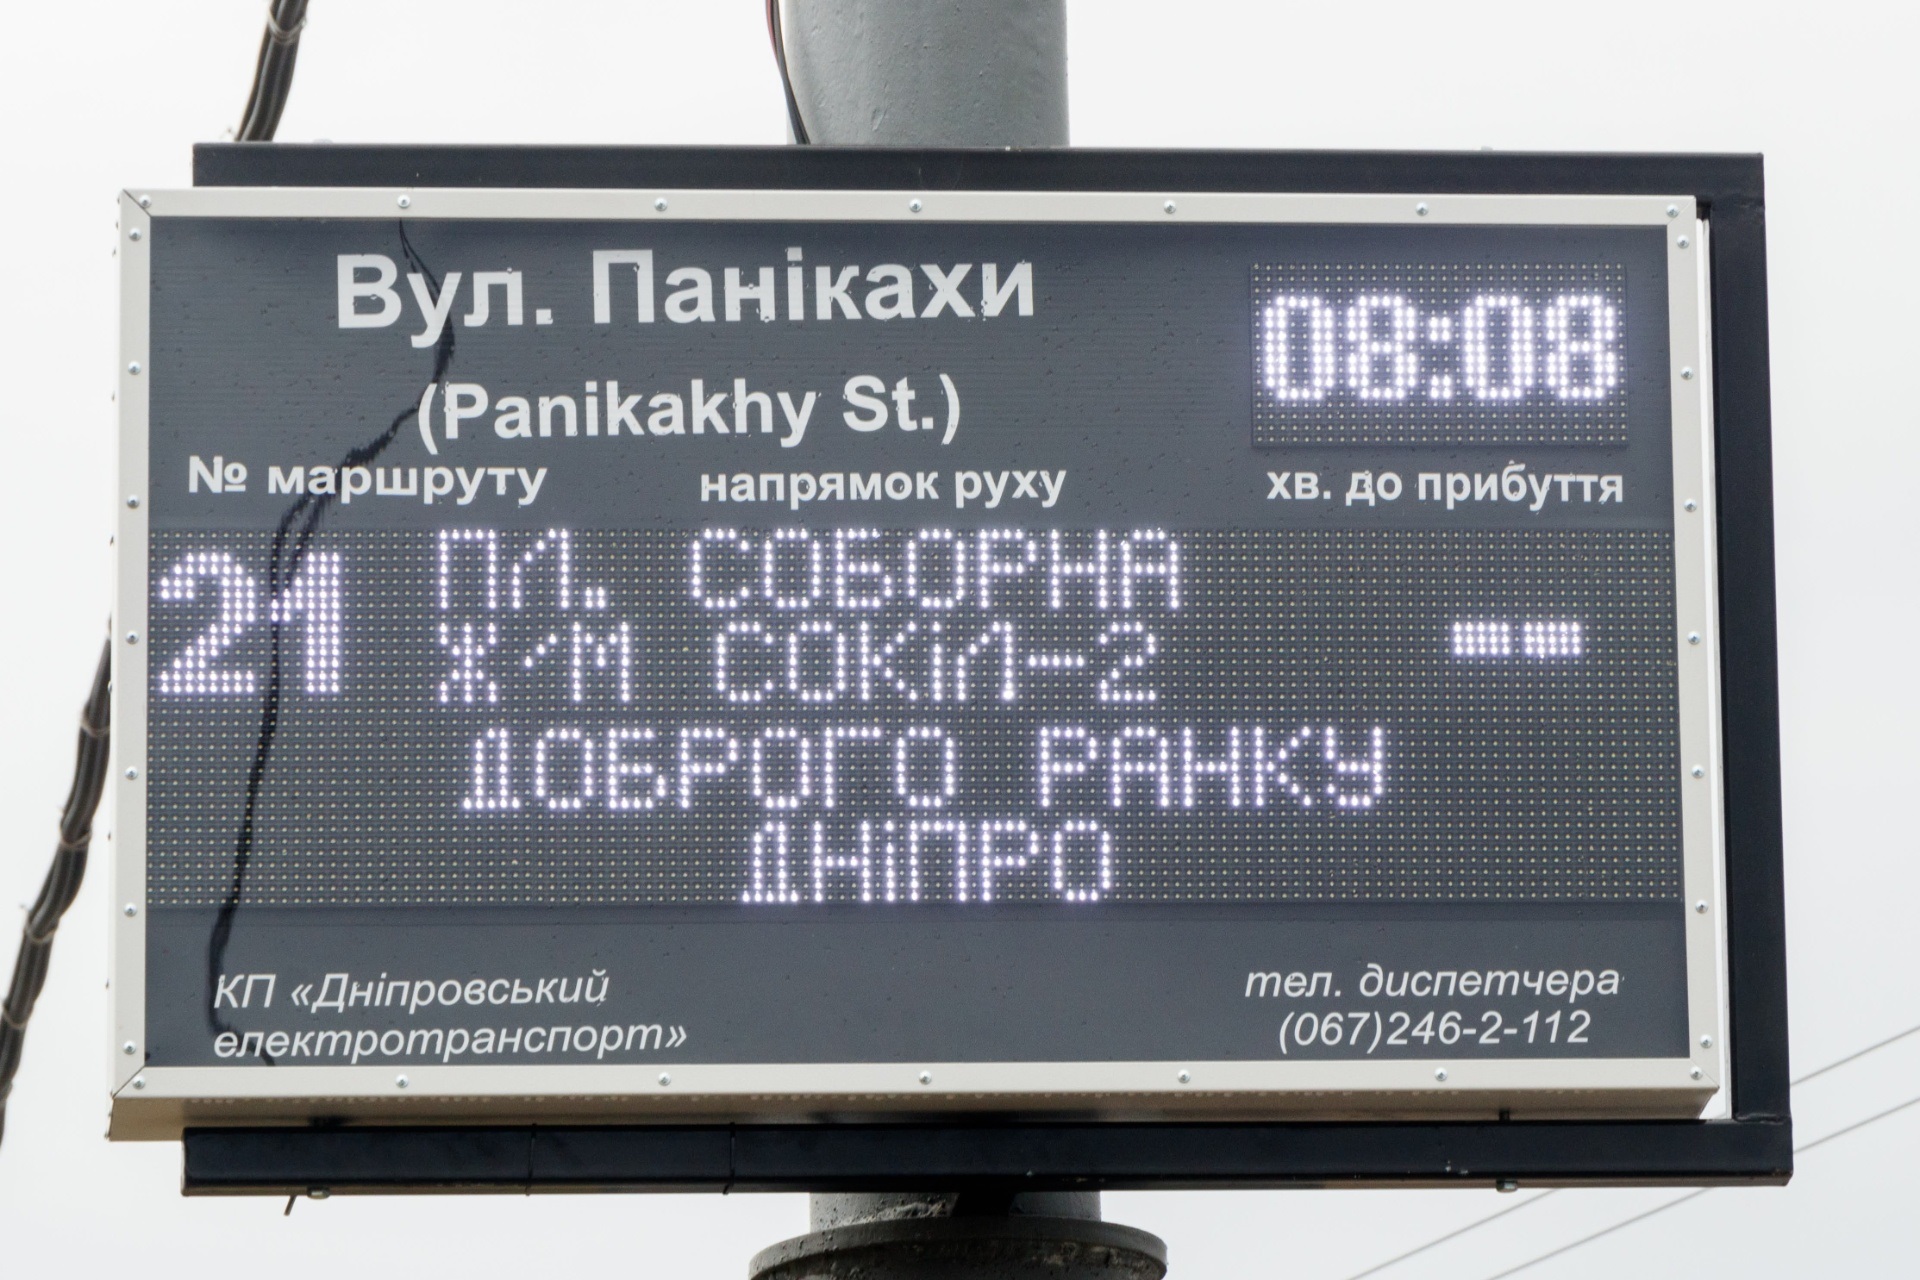 Вул. Панікахи
08:08
(Panikakhy St.)
№ маршруту напрямок руху хв. до прибуття
21 ПЛ. СОБОРНА
Ж/М СОКІЛ-2 --
ДОБРОГО РАНКУ
ДНІПРО
КП «Дніпровський
електротранспорт»
тел. диспетчера
(067)246-2-112